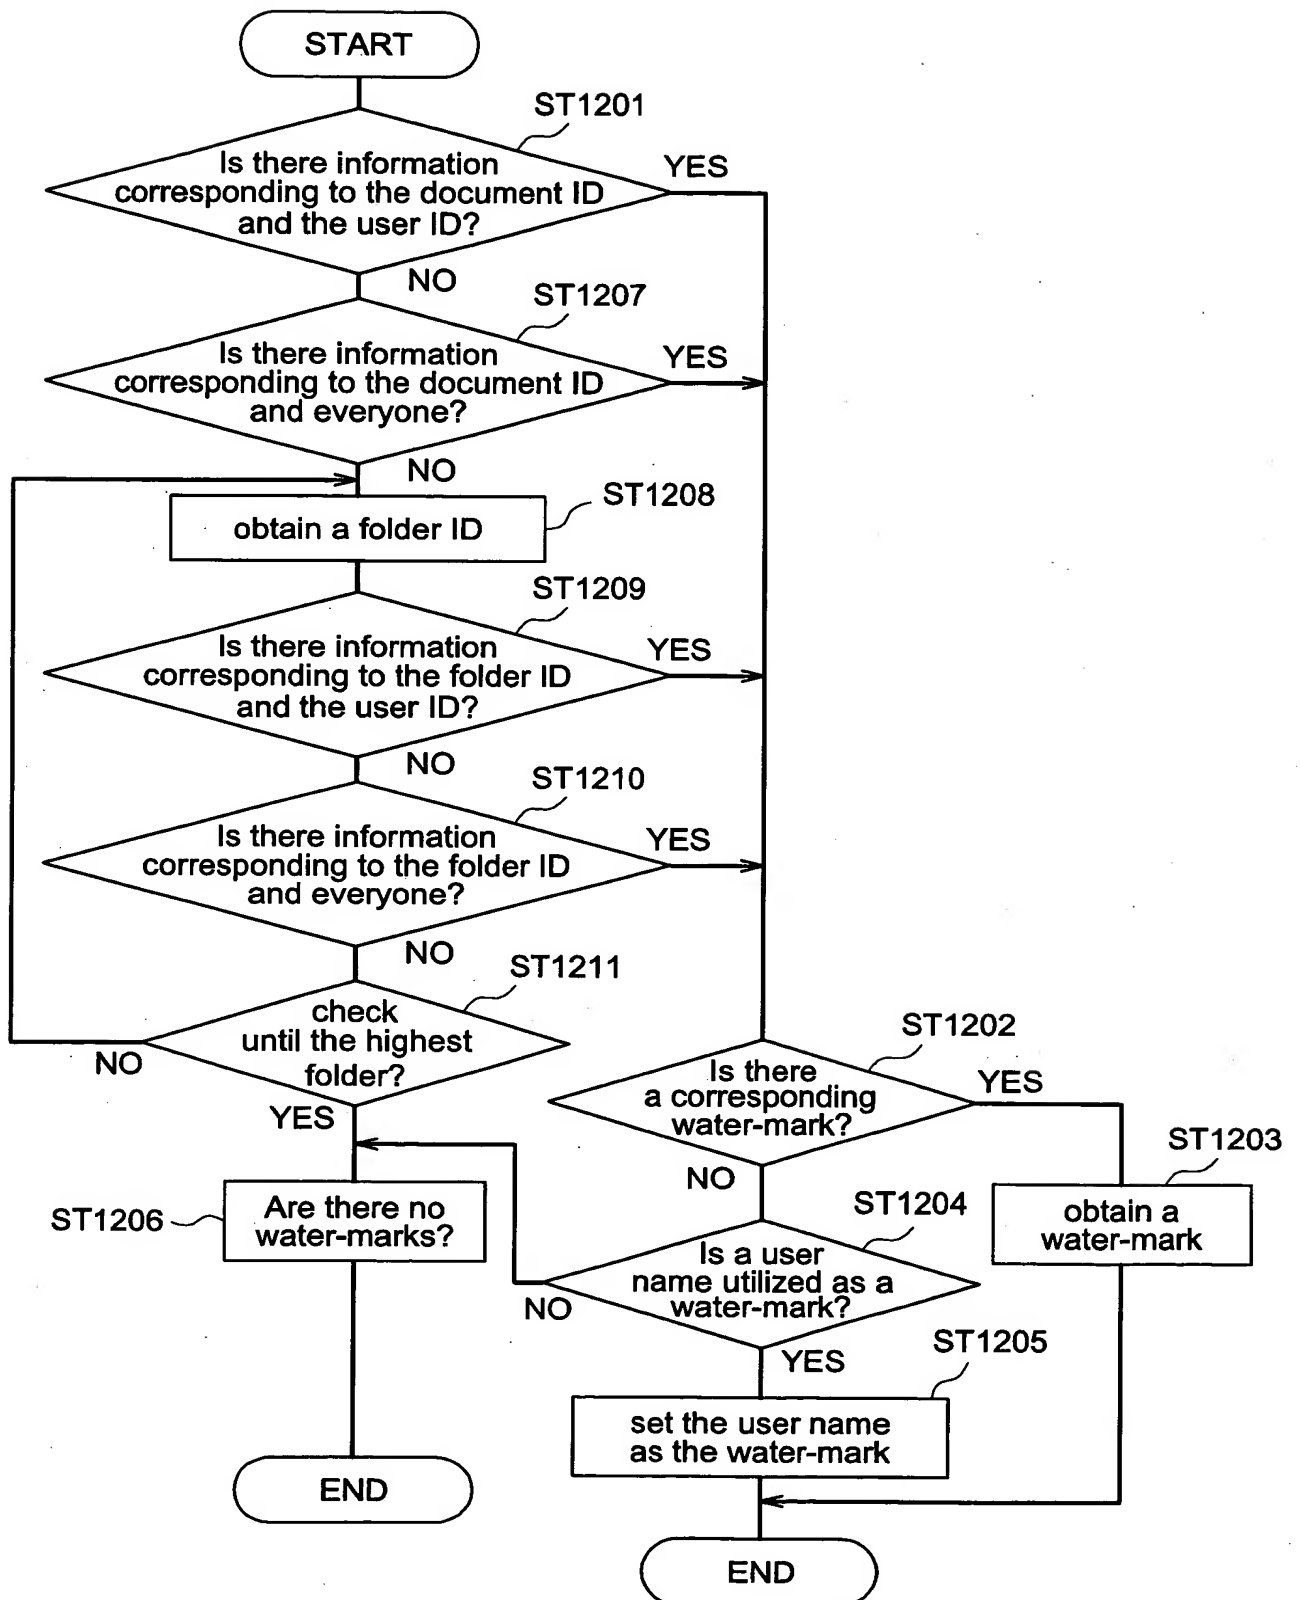 START
ST1201
Is there information
corresponding to the document ID
and the user ID?
YES
NO
ST1207
Is there information
corresponding to the document ID
and everyone?
YES
NO
obtain a folder ID
ST1208
ST1209
Is there information
corresponding to the folder ID
and the user ID?
YES
NO
ST1210
Is there information
corresponding to the folder ID
and everyone?
YES
NO
ST1211
check
until the highest
folder?
NO
YES
ST1202
Is there
a corresponding
water-mark?
YES
NO
ST1203
obtain a
water-mark
ST1206
Are there no
water-marks?
ST1204
Is a user
name utilized as a
water-mark?
NO
YES
ST1205
set the user name
as the water-mark
END
END